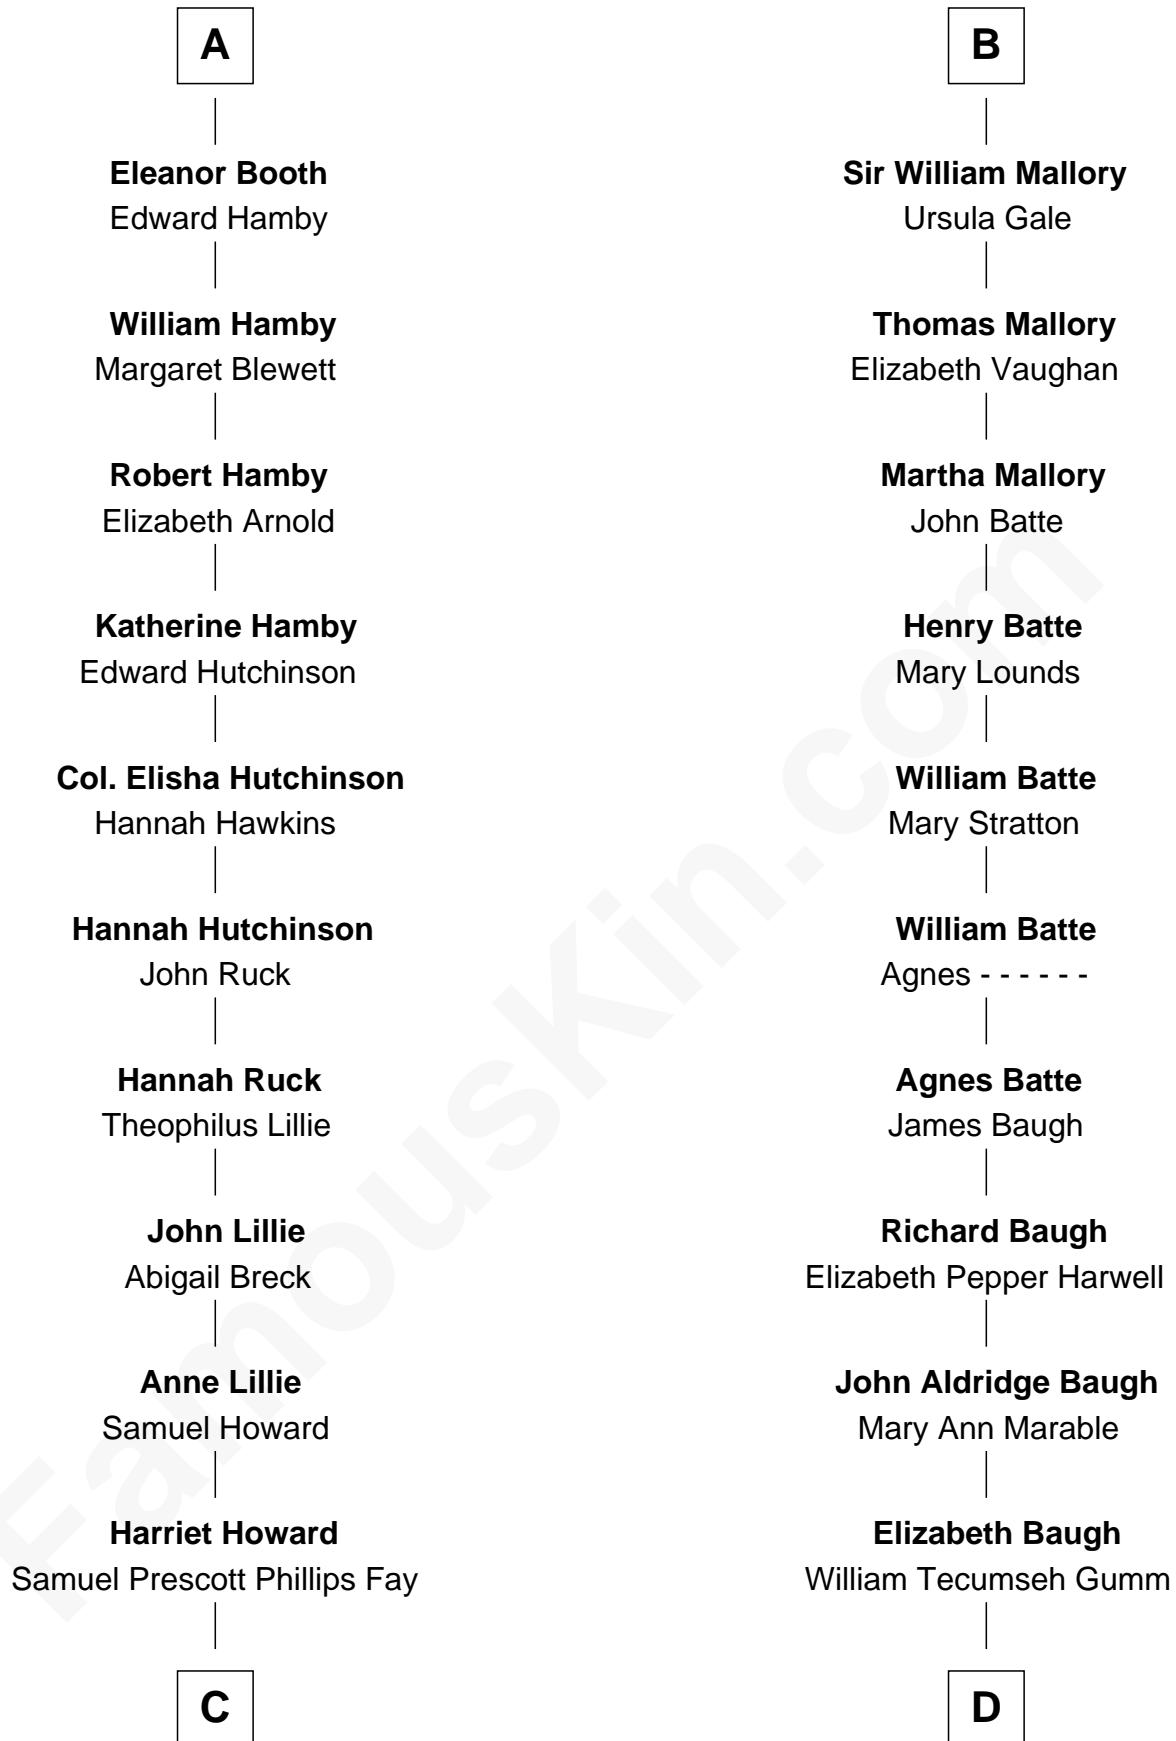 A
Eleanor Booth
Edward Hamby
William Hamby
Margaret Blewett
Robert Hamby
Elizabeth Arnold
Katherine Hamby
Edward Hutchinson
Col. Elisha Hutchinson
Hannah Hawkins
Hannah Hutchinson
John Ruck
Hannah Ruck
Theophilus Lillie
John Lillie
Abigail Breck
Anne Lillie
Samuel Howard
Harriet Howard
Samuel Prescott Phillips Fay
C
B
Sir William Mallory
Ursula Gale
Thomas Mallory
Elizabeth Vaughan
Martha Mallory
John Batte
Henry Batte
Mary Lounds
William Batte
Mary Stratton
William Batte
Agnes - - - - - -
Agnes Batte
James Baugh
Richard Baugh
Elizabeth Pepper Harwell
John Aldridge Baugh
Mary Ann Marable
Elizabeth Baugh
William Tecumseh Gumm
D
FamousKin.com